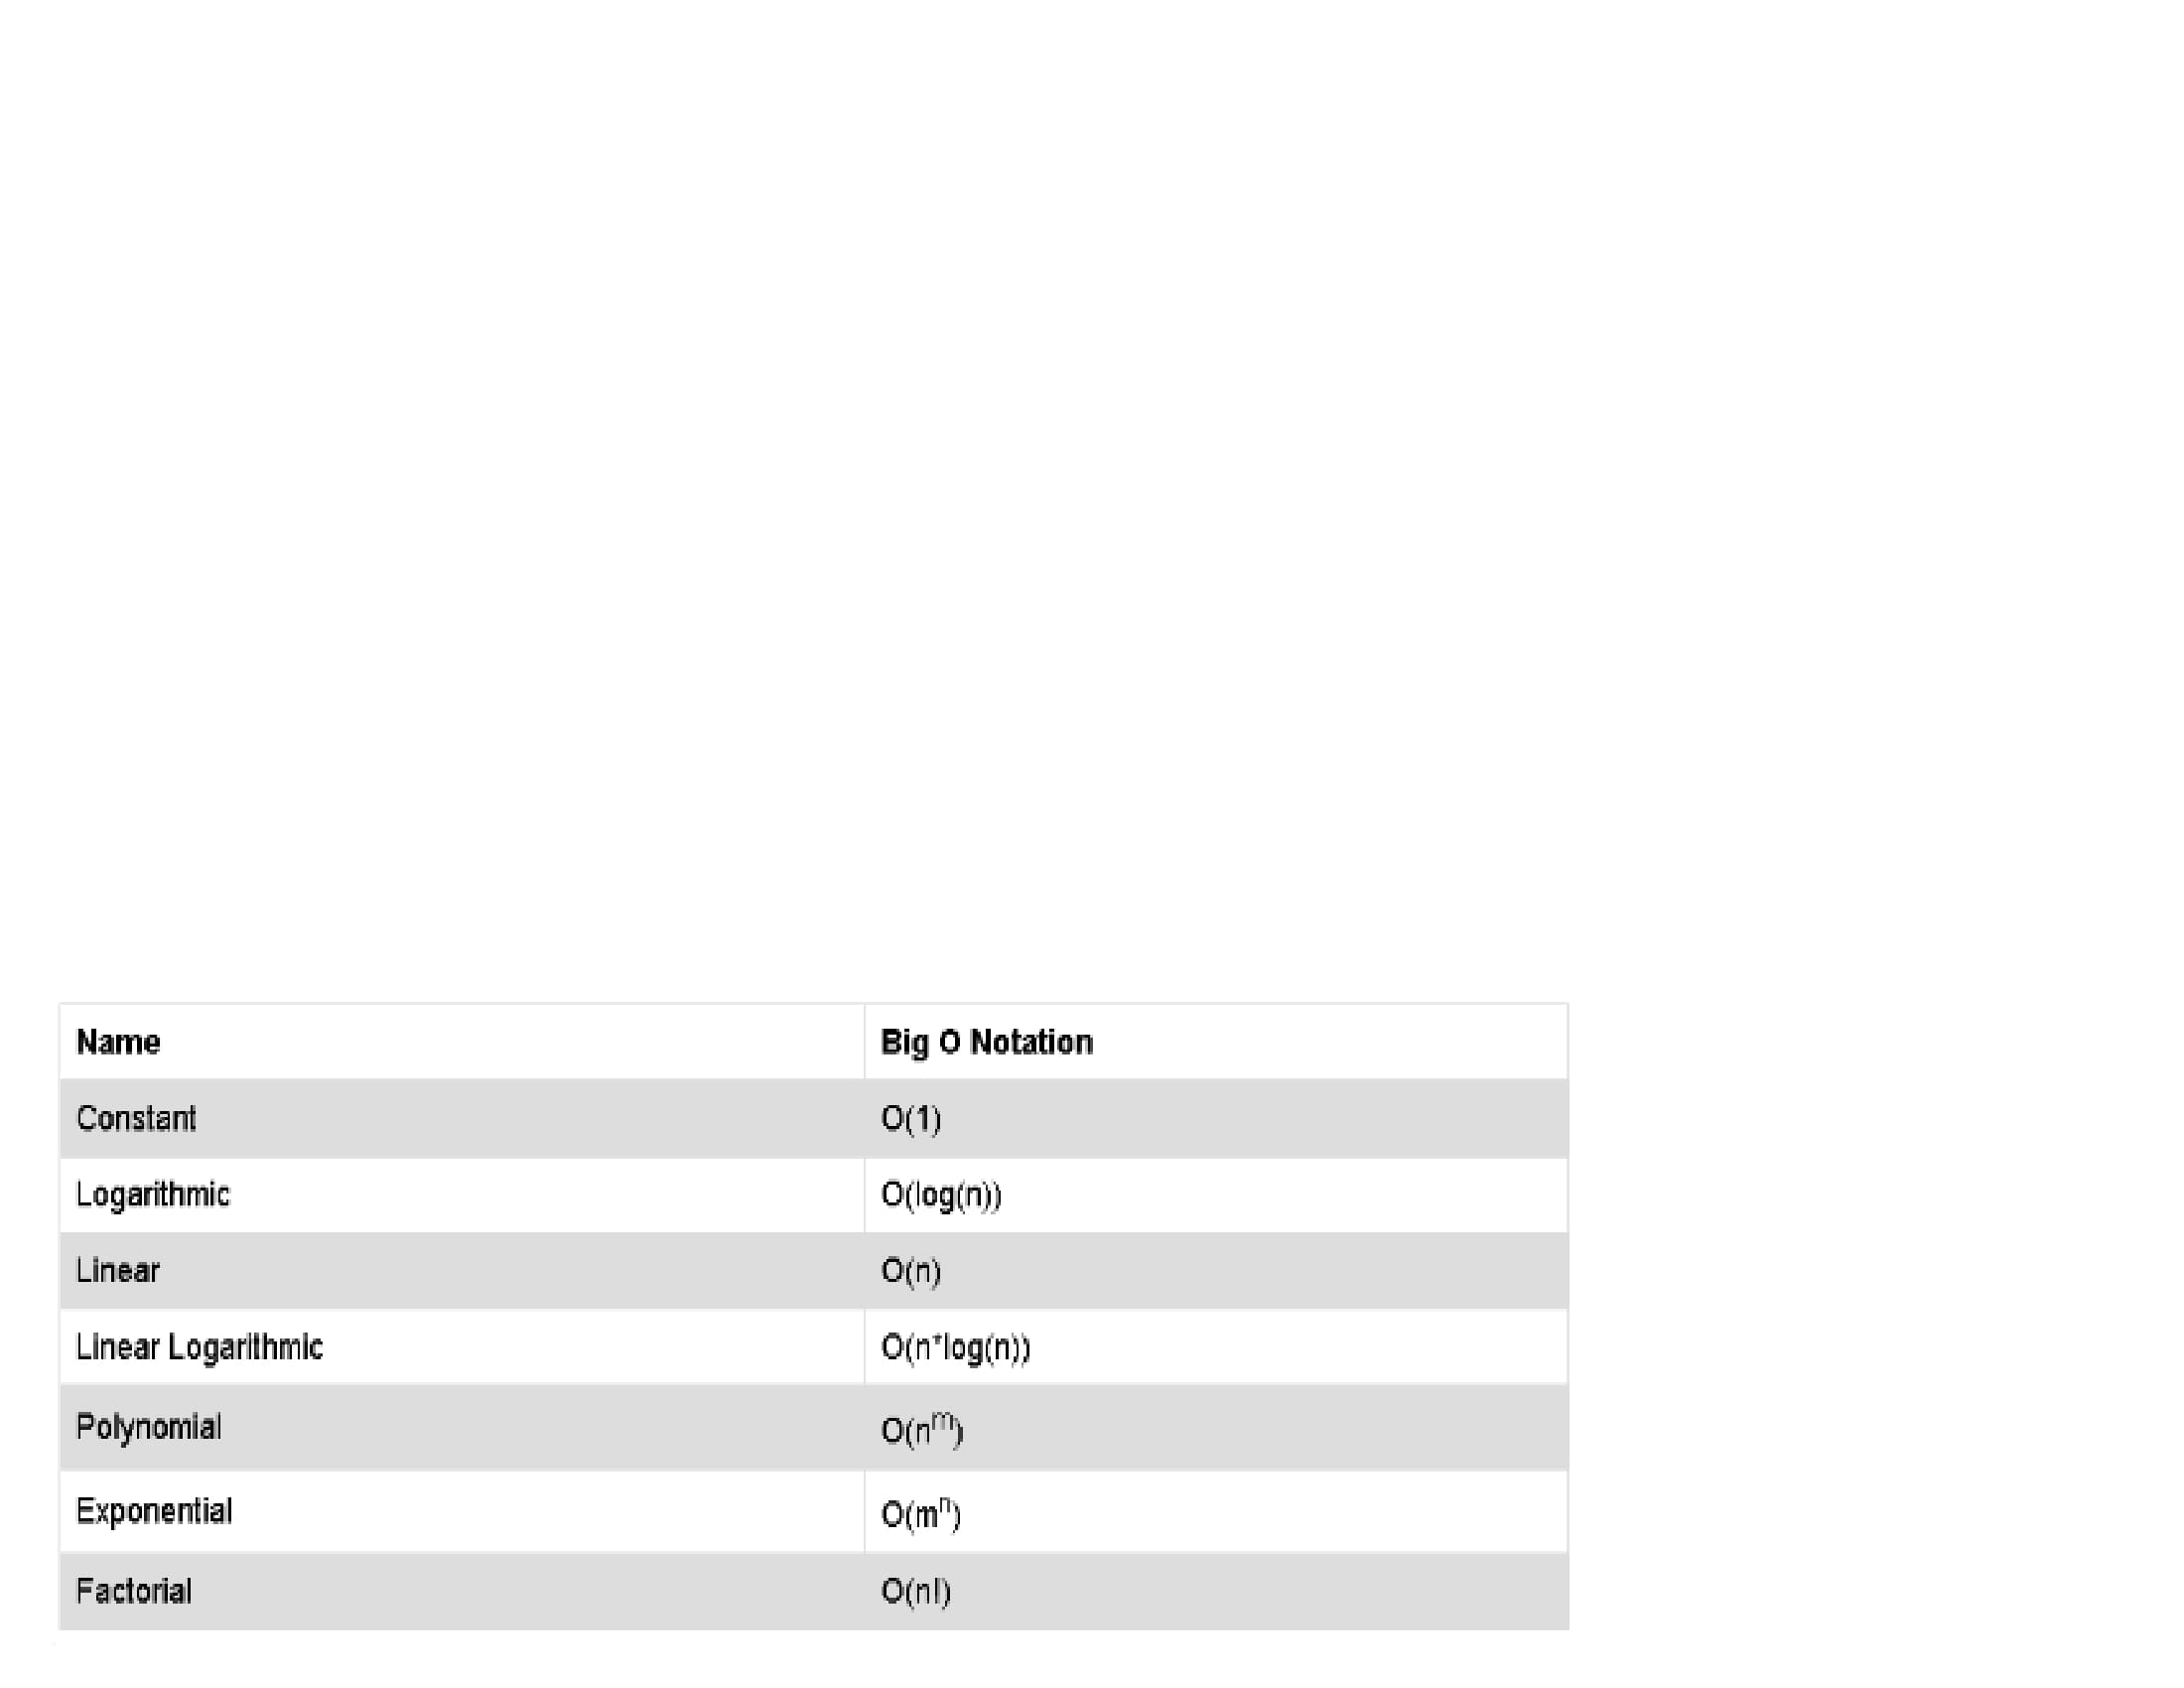 Name Big O Notation
Constant O(1)
Logarithmic O(log(n))
Linear O(n)
Linear Logarithmic O(n*log(n))
Polynomial O(n^m)
Exponential O(m^n)
Factorial O(n!)